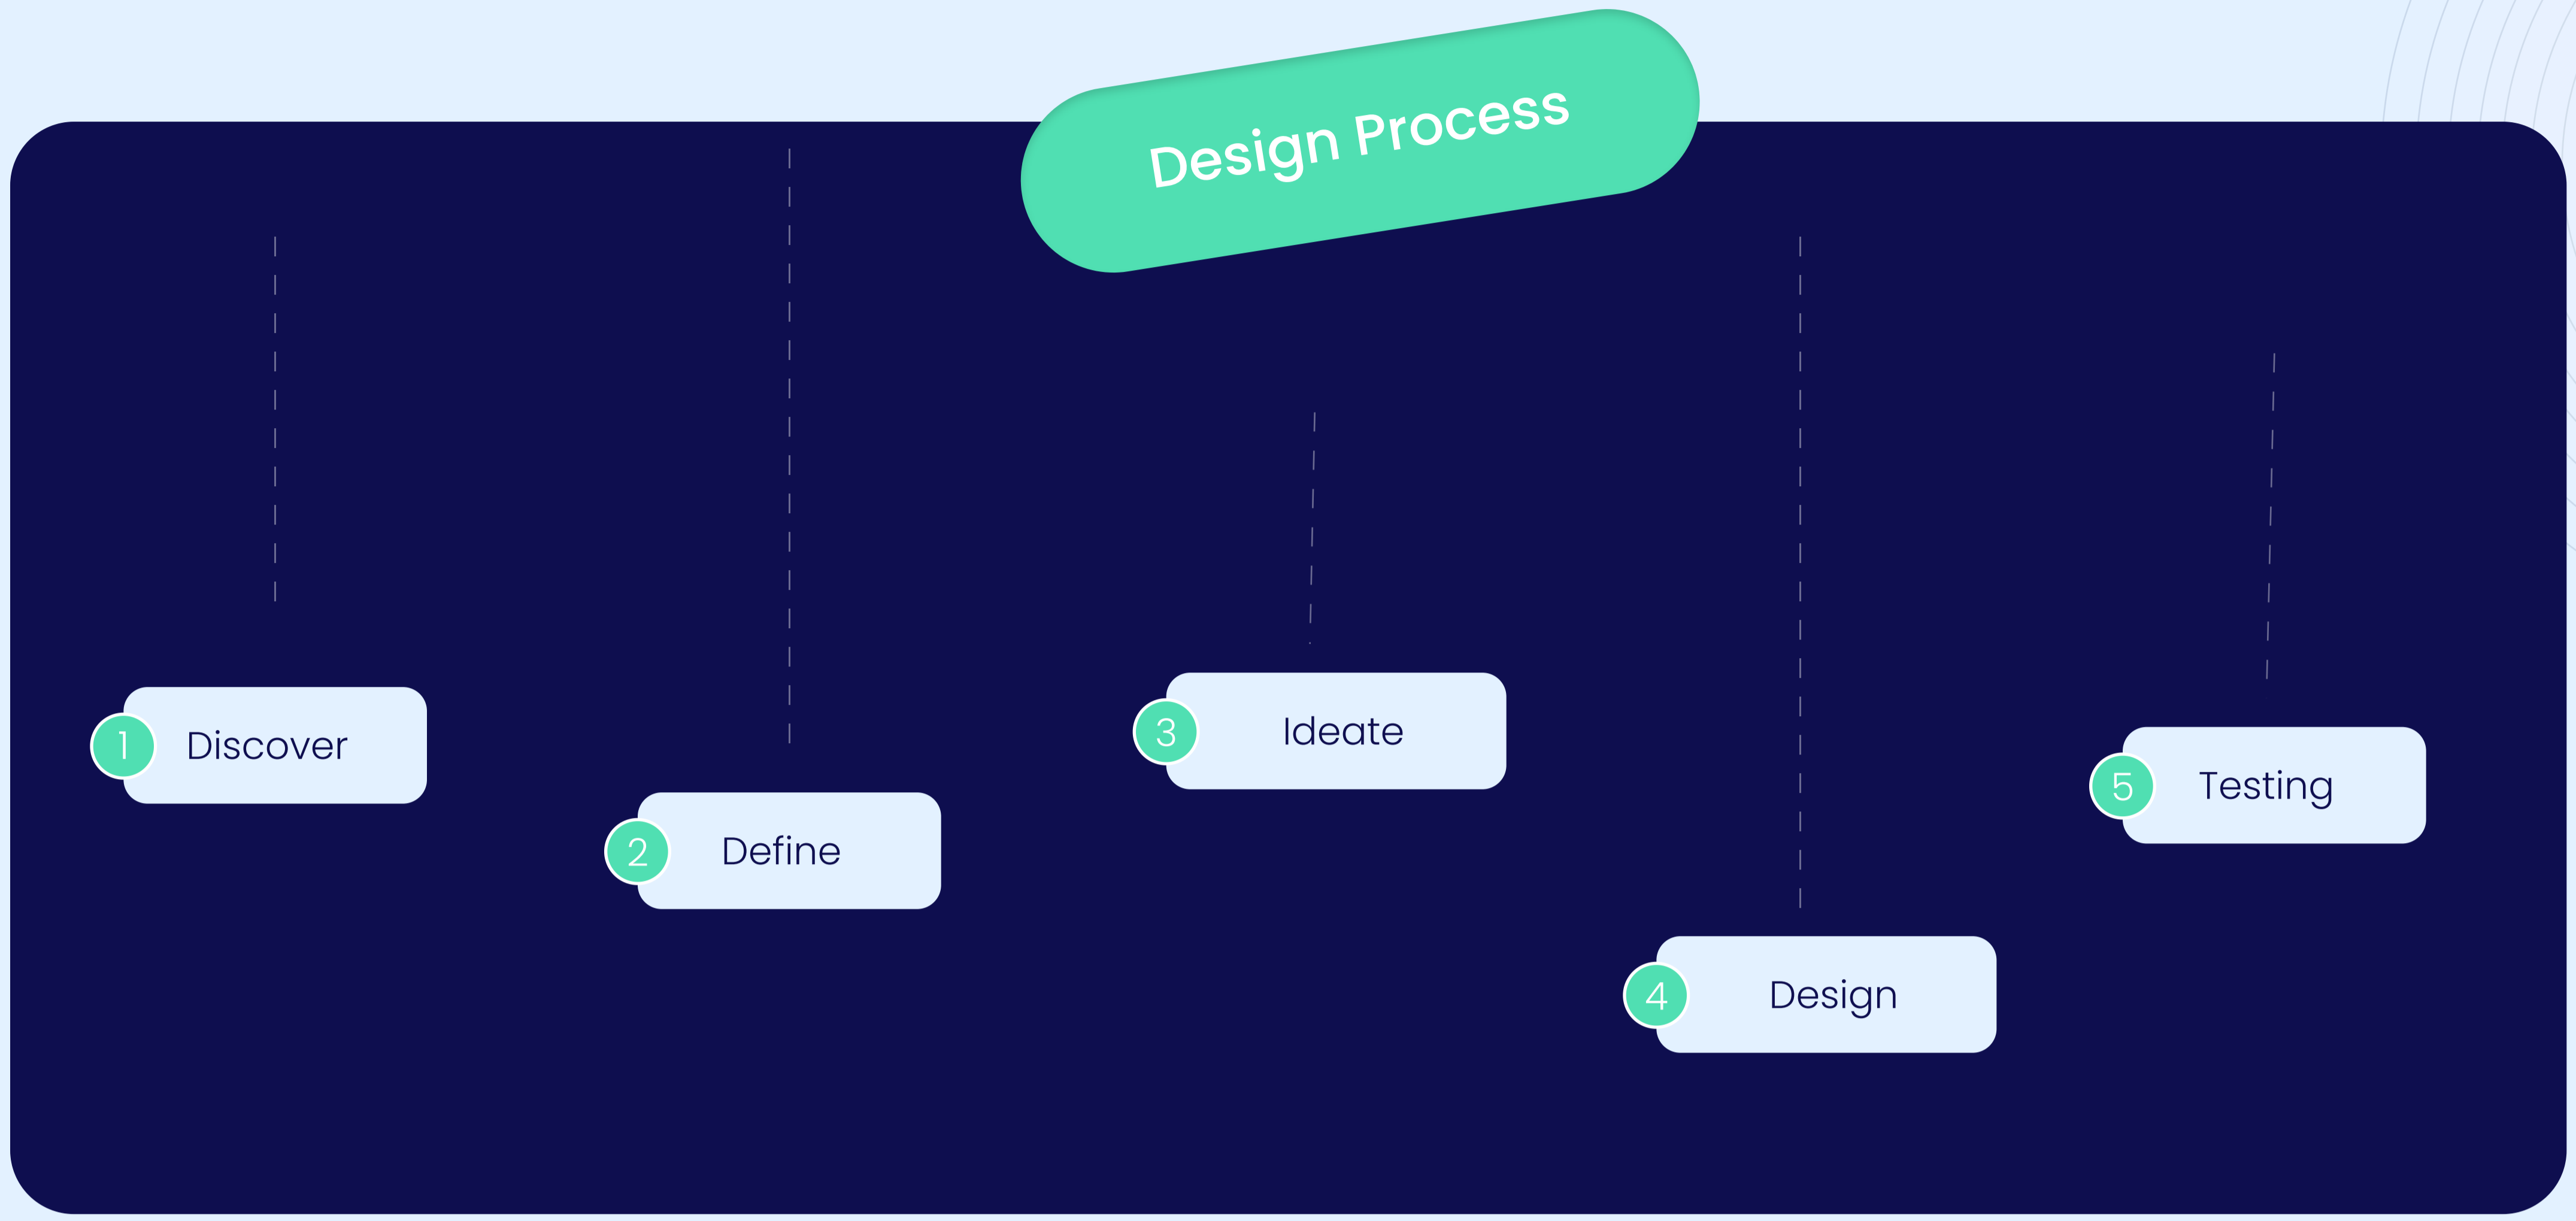 Design Process
1 Discover
2 Define
3 Ideate
4 Design
5 Testing